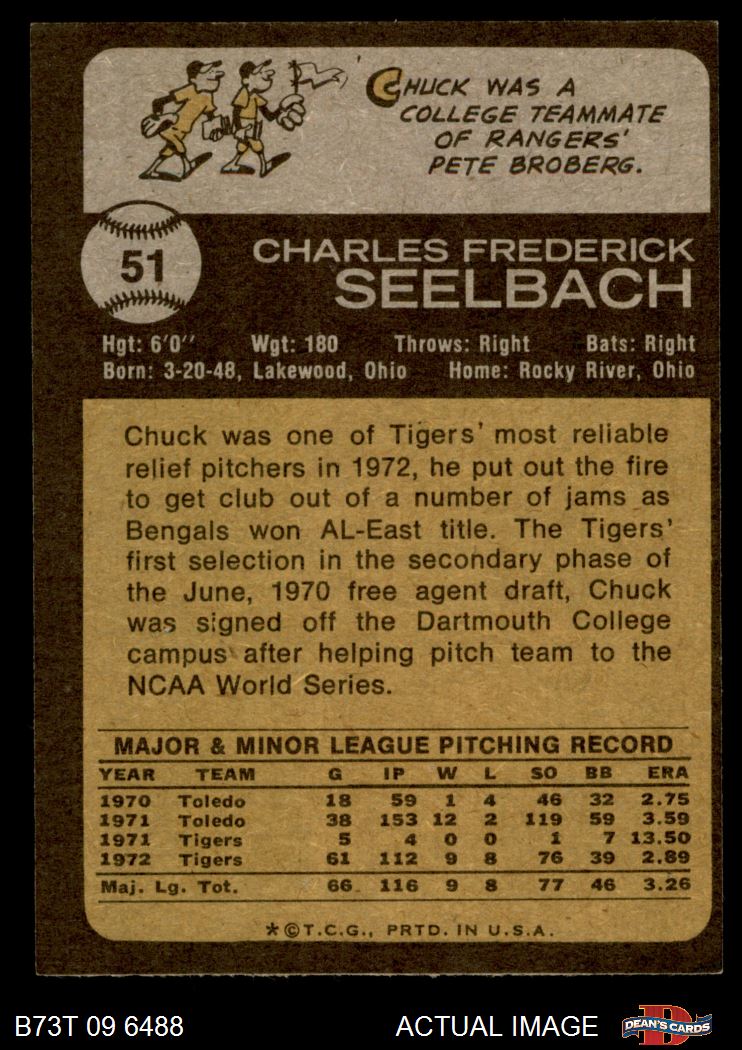 CHUCK WAS A
COLLEGE TEAMMATE
OF RANGERS'
PETE BROBERG.
51
CHARLES FREDERICK
SEELBACH
Hgt: 6'0" Wgt: 180 Throws: Right Bats: Right
Born: 3-20-48, Lakewood, Ohio Home: Rocky River, Ohio
Chuck was one of Tigers' most reliable
relief pitchers in 1972, he put out the fire
to get club out of a number of jams as
Bengals won AL-East title. The Tigers'
first selection in the secondary phase of
the June, 1970 free agent draft, Chuck
was signed off the Dartmouth College
campus after helping pitch team to the
NCAA World Series.
MAJOR & MINOR LEAGUE PITCHING RECORD
YEAR TEAM G IP W L SO BB ERA
1970 Toledo 18 59 1 4 46 32 2.75
1971 Toledo 38 153 12 2 119 59 3.59
1971 Tigers 5 4 0 0 1 7 13.50
1972 Tigers 61 112 9 8 76 39 2.89
Maj. Lg. Tot. 66 116 9 8 77 46 3.26
*©T.C.G., PRTD. IN U.S.A.
B73T 09 6488 ACTUAL IMAGE D DEAN'S CARDS